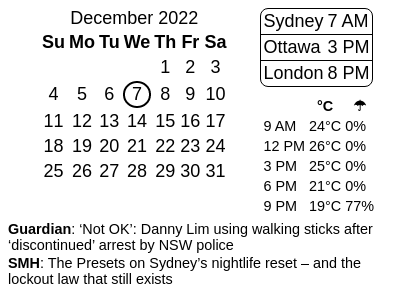 December 2022
Su Mo Tu We Th Fr Sa
1 2 3
4 5 6 7 8 9 10
11 12 13 14 15 16 17
18 19 20 21 22 23 24
25 26 27 28 29 30 31
Sydney 7 AM
Ottawa 3 PM
London 8 PM
°C ☂
9 AM 24°C 0%
12 PM 26°C 0%
3 PM 25°C 0%
6 PM 21°C 0%
9 PM 19°C 77%
Guardian: ‘Not OK’: Danny Lim using walking sticks after
‘discontinued’ arrest by NSW police
SMH: The Presets on Sydney’s nightlife reset – and the
lockout law that still exists